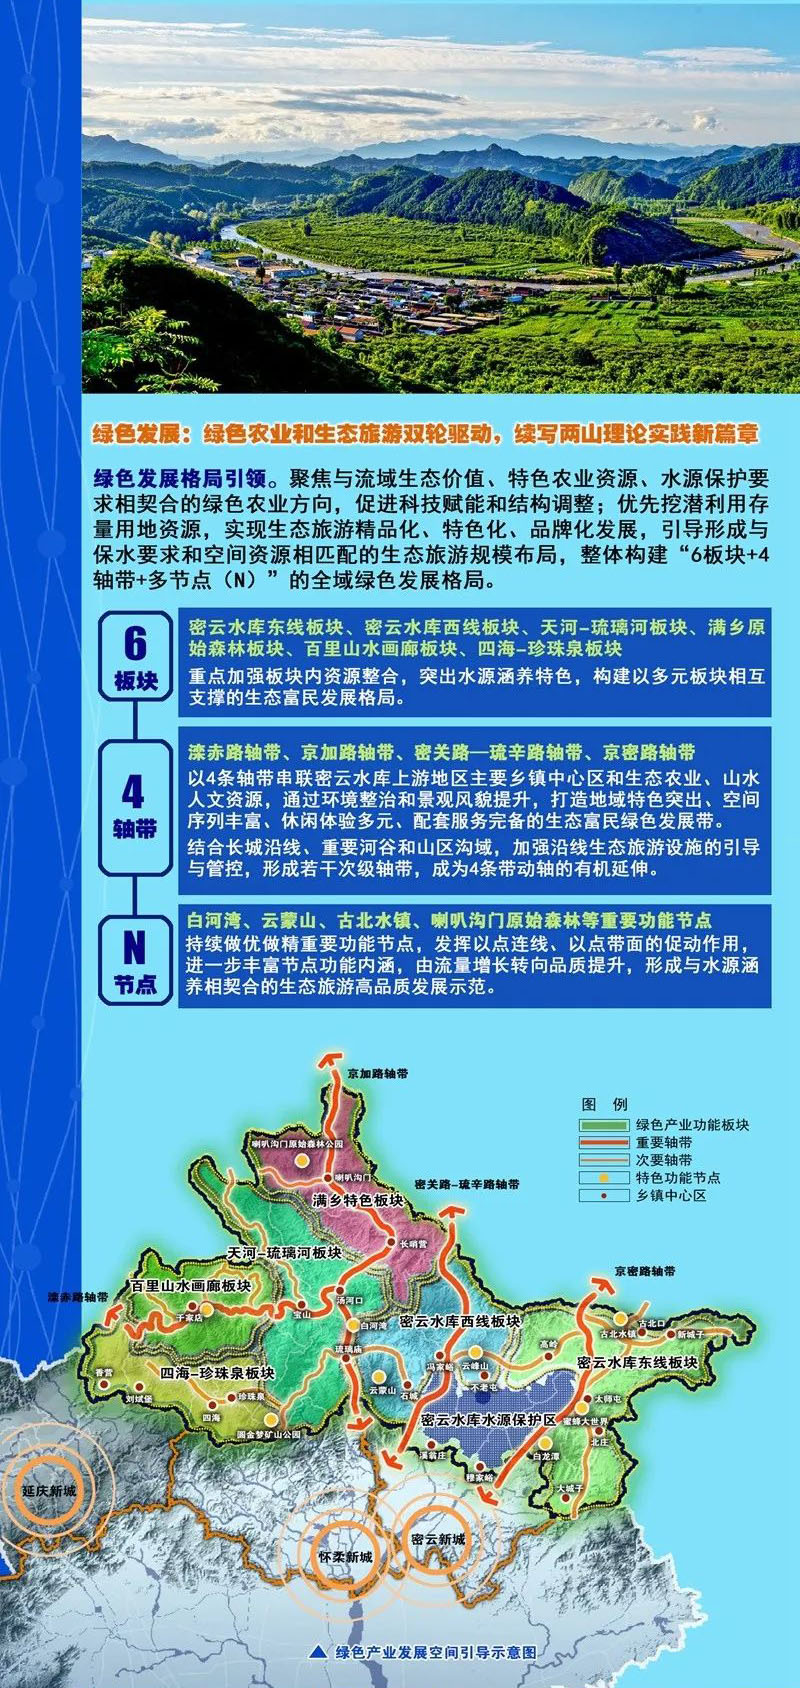 绿色发展：绿色农业和生态旅游双轮驱动，续写两山理论实践新篇章
绿色发展格局引领。聚焦与流域生态价值、特色农业资源、水源保护要
求相契合的绿色农业方向，促进科技赋能和结构调整；优先挖潜利用存
量用地资源，实现生态旅游精品化、特色化、品牌化发展，引导形成与
保水要求和空间资源相匹配的生态旅游规模布局，整体构建“6板块+4
轴带+多节点（N）”的全域绿色发展格局。
6
板块
密云水库东线板块、密云水库西线板块、天河-琉璃河板块、满乡原
始森林板块、百里山水画廊板块、四海-珍珠泉板块
重点加强板块内资源整合，突出水源涵养特色，构建以多元板块相互
支撑的生态富民发展格局。
4
轴带
滦赤路轴带、京加路轴带、密关路—琉辛路轴带、京密路轴带
以4条轴带串联密云水库上游地区主要乡镇中心区和生态农业、山水
人文资源，通过环境整治和景观风貌提升，打造地域特色突出、空间
序列丰富、休闲体验多元、配套服务完备的生态富民绿色发展带。
结合长城沿线、重要河谷和山区沟域，加强沿线生态旅游设施的引导
与管控，形成若干次级轴带，成为4条带动轴的有机延伸。
N
节点
白河湾、云蒙山、古北水镇、喇叭沟门原始森林等重要功能节点
持续做优做精重要功能节点，发挥以点连线、以点带面的促动作用，
进一步丰富节点功能内涵，由流量增长转向品质提升，形成与水源涵
养相契合的生态旅游高品质发展示范。
京加路轴带
图 例
绿色产业功能板块
重要轴带
次要轴带
特色功能节点
乡镇中心区
喇叭沟门原始森林公园
喇叭沟门
密关路-琉辛路轴带
满乡特色板块
长哨营
天河-琉璃河板块
京密路轴带
百里山水画廊板块
滦赤路轴带
汤河口
千家店
宝山
白河湾
密云水库西线板块
古北口
古北水镇
新城子
琉璃庙
高岭
密云水库东线板块
四海-珍珠泉板块
冯家峪
云峰山
香营
刘斌堡
珍珠泉
云蒙山
石城
不老屯
太师屯
四海
密云水库水源保护区
蜜蜂大世界
圆金梦矿山公园
北庄
溪翁庄
白龙潭
穆家峪
大城子
延庆新城
怀柔新城
密云新城
绿色产业发展空间引导示意图